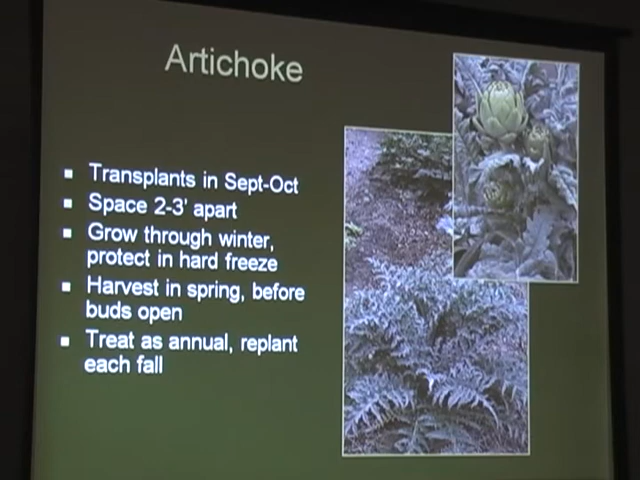 Artichoke
▪ Transplants in Sept-Oct
▪ Space 2-3' apart
▪ Grow through winter,
protect in hard freeze
▪ Harvest in spring, before
buds open
▪ Treat as annual, replant
each fall